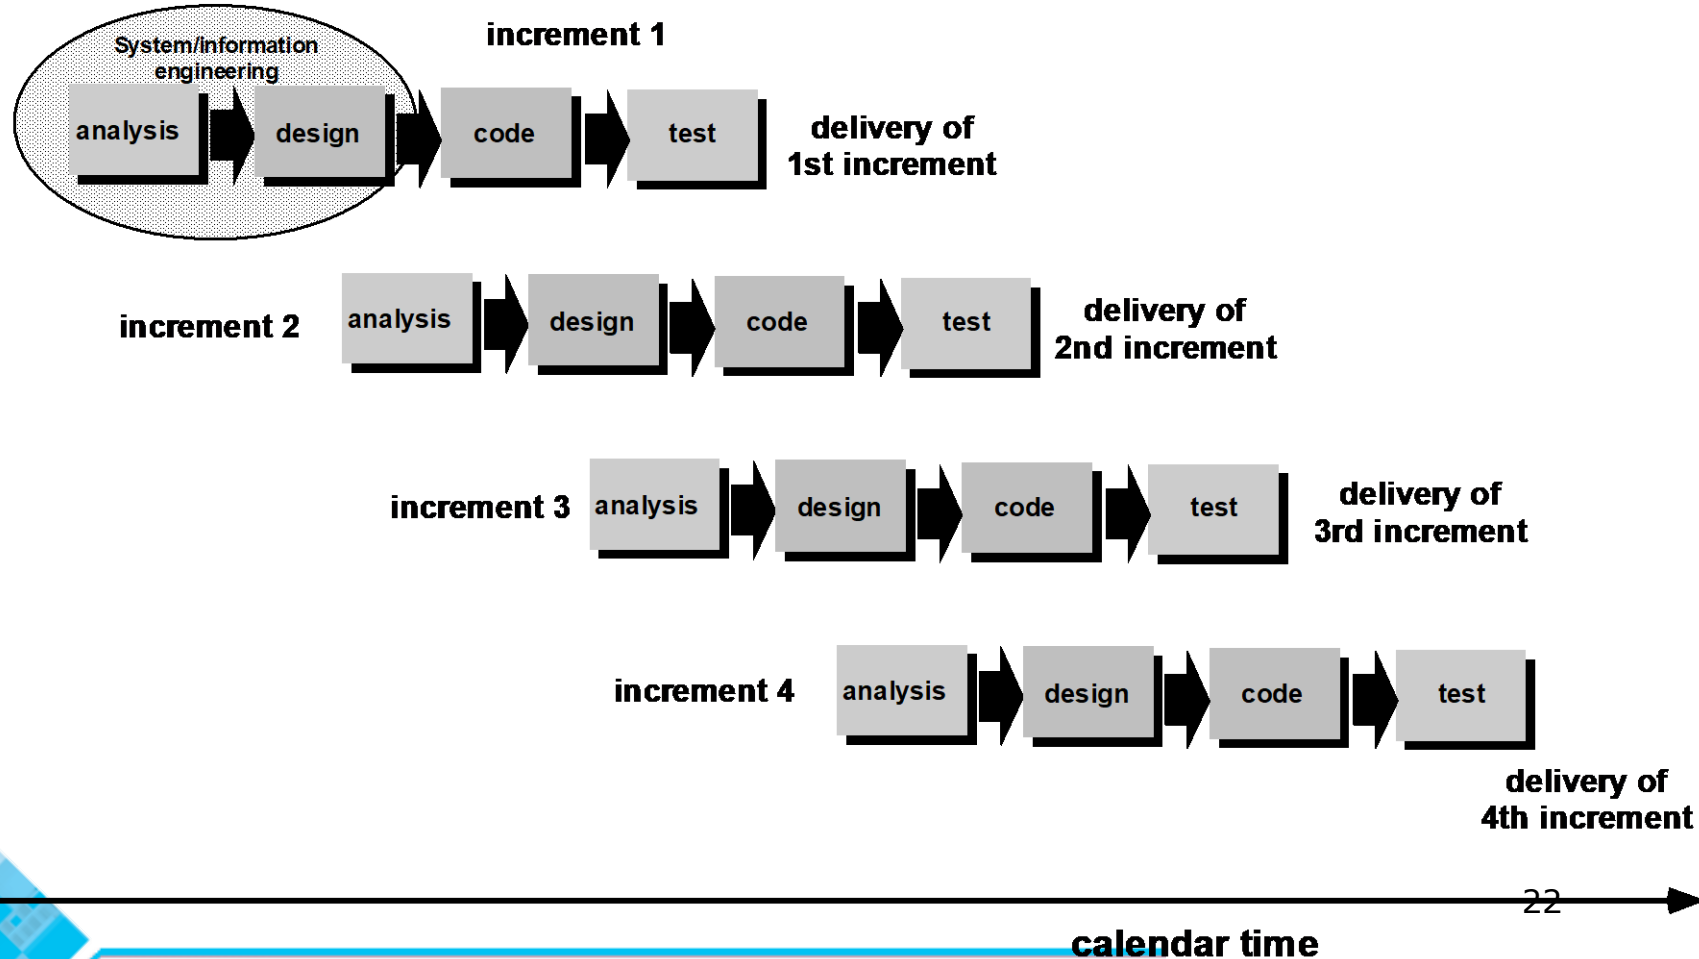 increment 1
System/information
engineering
analysis
design
code
test
delivery of
1st increment
increment 2
analysis
design
code
test
delivery of
2nd increment
increment 3
analysis
design
code
test
delivery of
3rd increment
increment 4
analysis
design
code
test
delivery of
4th increment
22
calendar time